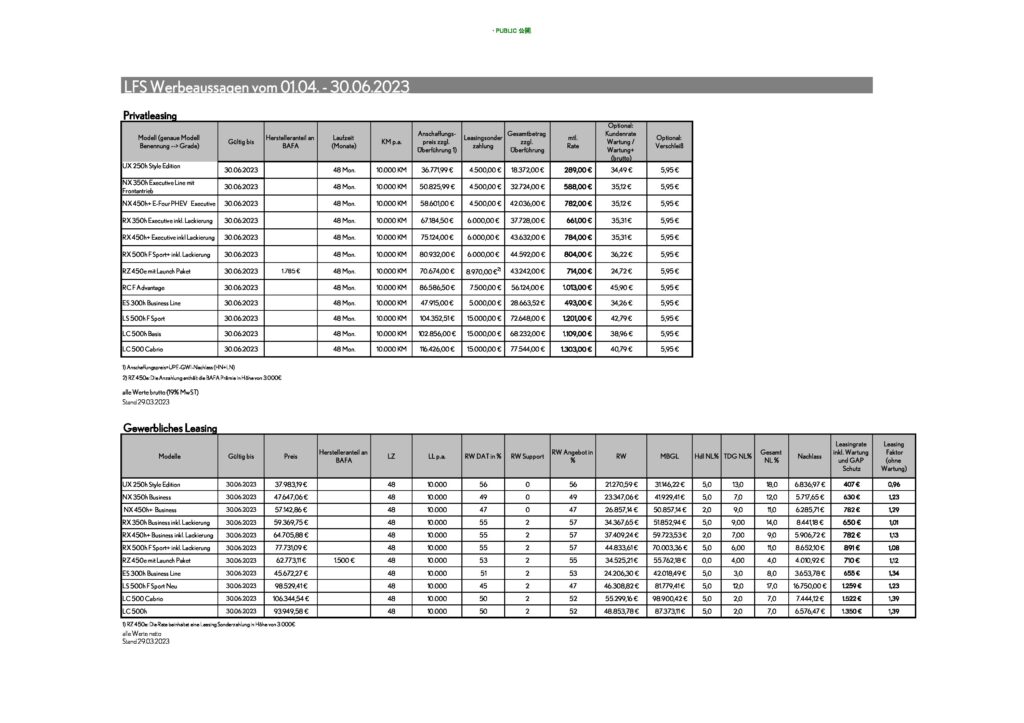 · PUBLIC 公開
LFS Werbeaussagen vom 01.04. - 30.06.2023
Privatleasing
Modell (genaue Modell Benennung --> Grade) Gültig bis Herstelleranteil an BAFA Laufzeit (Monate) KM p.a. Anschaffungs-preis zzgl. Überführung 1) Leasingsonder zahlung Gesamtbetrag zzgl. Überführung mtl. Rate Optional: Kundenrate Wartung / Wartung+ (brutto) Optional: Verschleiß
UX 250h Style Edition 30.06.2023 48 Mon. 10.000 KM 36.771,99 € 4.500,00 € 18.372,00 € 289,00 € 34,49 € 5,95 €
NX 350h Executive Line mit Frontantrieb 30.06.2023 48 Mon. 10.000 KM 50.825,99 € 4.500,00 € 32.724,00 € 588,00 € 35,12 € 5,95 €
NX 450h+ E-Four PHEV Executive 30.06.2023 48 Mon. 10.000 KM 58.601,00 € 4.500,00 € 42.036,00 € 782,00 € 35,12 € 5,95 €
RX 350h Executive inkl. Lackierung 30.06.2023 48 Mon. 10.000 KM 67.184,50 € 6.000,00 € 37.728,00 € 661,00 € 35,31 € 5,95 €
RX 450h+ Executive inkl Lackierung 30.06.2023 48 Mon. 10.000 KM 75.124,00 € 6.000,00 € 43.632,00 € 784,00 € 35,31 € 5,95 €
RX 500h F Sport+ inkl. Lackierung 30.06.2023 48 Mon. 10.000 KM 80.932,00 € 6.000,00 € 44.592,00 € 804,00 € 36,22 € 5,95 €
RZ 450e mit Launch Paket 30.06.2023 1.785 € 48 Mon. 10.000 KM 70.674,00 € 8.970,00 € 2) 43.242,00 € 714,00 € 24,72 € 5,95 €
RC F Advantage 30.06.2023 48 Mon. 10.000 KM 86.586,50 € 7.500,00 € 56.124,00 € 1.013,00 € 45,90 € 5,95 €
ES 300h Business Line 30.06.2023 48 Mon. 10.000 KM 47.915,00 € 5.000,00 € 28.663,52 € 493,00 € 34,26 € 5,95 €
LS 500h F Sport 30.06.2023 48 Mon. 10.000 KM 104.352,51 € 15.000,00 € 72.648,00 € 1.201,00 € 42,79 € 5,95 €
LC 500h Basis 30.06.2023 48 Mon. 10.000 KM 102.856,00 € 15.000,00 € 68.232,00 € 1.109,00 € 38,96 € 5,95 €
LC 500 Cabrio 30.06.2023 48 Mon. 10.000 KM 116.426,00 € 15.000,00 € 77.544,00 € 1.303,00 € 40,79 € 5,95 €
1) Anschaffungspreis=UPE-GWI-Nachlass (HN+LN)
2) RZ 450e: Die Anzahlung enthält die BAFA Prämie in Höhe von 3.000€
alle Werte brutto (19% MwST)
Stand 29.03.2023
Gewerbliches Leasing
Modelle Gültig bis Preis Herstelleranteil an BAFA LZ LL p.a. RW DAT in % RW Support RW Angebot in % RW MBGL Hdl NL% TDG NL% Gesamt NL % Nachlass Leasingrate inkl. Wartung und GAP Schutz Leasing Faktor (ohne Wartung)
UX 250h Style Edition 30.06.2023 37.983,19 € 48 10.000 56 0 56 21.270,59 € 31.146,22 € 5,0 13,0 18,0 6.836,97 € 407 € 0,96
NX 350h Business 30.06.2023 47.647,06 € 48 10.000 49 0 49 23.347,06 € 41.929,41 € 5,0 7,0 12,0 5.717,65 € 630 € 1,23
NX 450h+ Business 30.06.2023 57.142,86 € 48 10.000 47 0 47 26.857,14 € 50.857,14 € 2,0 9,0 11,0 6.285,71 € 782 € 1,29
RX 350h Business inkl. Lackierung 30.06.2023 59.369,75 € 48 10.000 55 2 57 34.367,65 € 51.852,94 € 5,0 9,00 14,0 8.441,18 € 650 € 1,01
RX 450h+ Business inkl. Lackierung 30.06.2023 64.705,88 € 48 10.000 55 2 57 37.409,24 € 59.723,53 € 2,0 7,00 9,0 5.906,72 € 782 € 1,13
RX 500h F Sport+ inkl. Lackierung 30.06.2023 77.731,09 € 48 10.000 55 2 57 44.833,61 € 70.003,36 € 5,0 6,00 11,0 8.652,10 € 891 € 1,08
RZ 450e mit Launch Paket 30.06.2023 62.773,11 € 1.500 € 48 10.000 53 2 55 34.525,21 € 55.762,18 € 0,0 4,00 4,0 4.010,92 € 710 € 1,12
ES 300h Business Line 30.06.2023 45.672,27 € 48 10.000 51 2 53 24.206,30 € 42.018,49 € 5,0 3,0 8,0 3.653,78 € 655 € 1,34
LS 500h F Sport Neu 30.06.2023 98.529,41 € 48 10.000 45 2 47 46.308,82 € 81.779,41 € 5,0 12,0 17,0 16.750,00 € 1.259 € 1,23
LC 500 Cabrio 30.06.2023 106.344,54 € 48 10.000 50 2 52 55.299,16 € 98.900,42 € 5,0 2,0 7,0 7.444,12 € 1.522 € 1,39
LC 500h 30.06.2023 93.949,58 € 48 10.000 50 2 52 48.853,78 € 87.373,11 € 5,0 2,0 7,0 6.576,47 € 1.350 € 1,39
1) RZ 450e: Die Rate beinhaltet eine Leasing Sonderzahlung in Höhe von 3.000€
alle Werte netto
Stand 29.03.2023